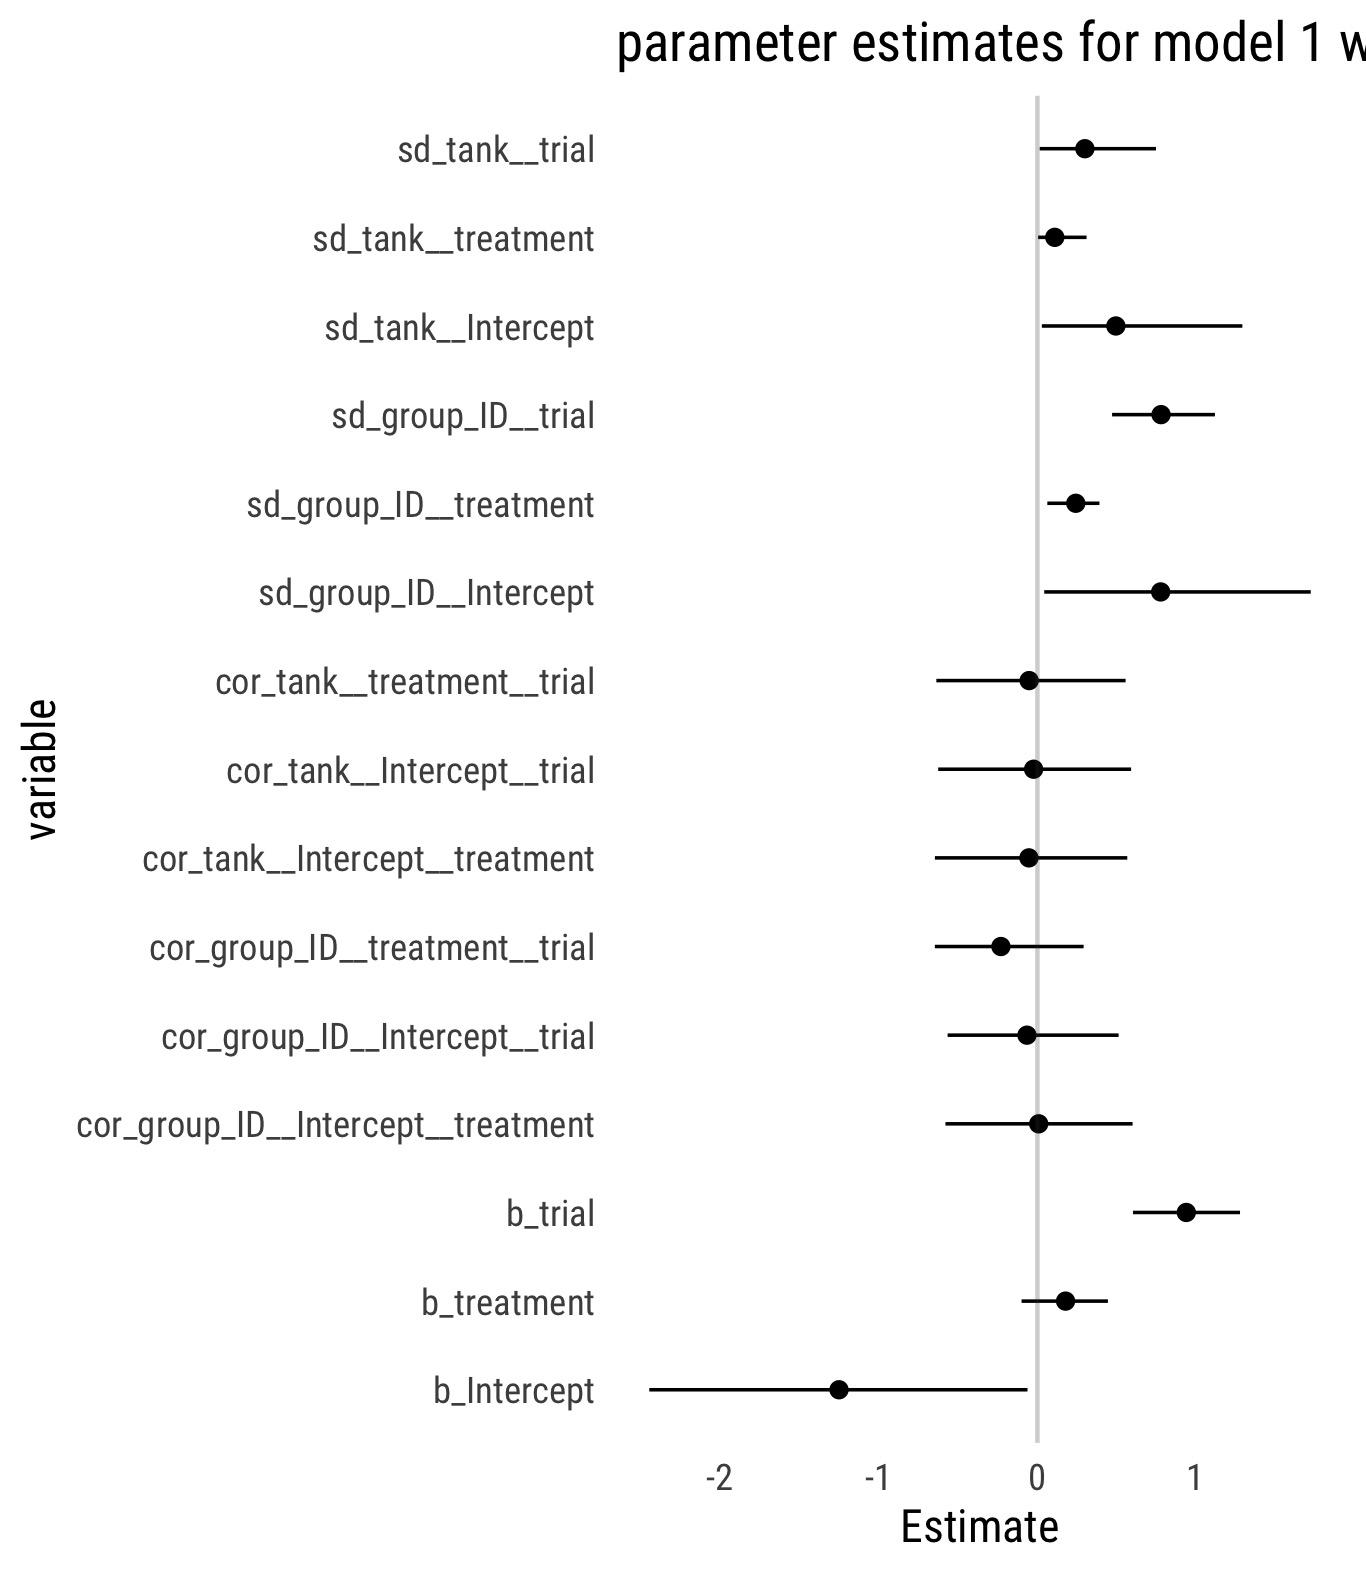 parameter estimates for model 1 w
sd_tank__trial
sd_tank__treatment
sd_tank__Intercept
sd_group_ID__trial
sd_group_ID__treatment
sd_group_ID__Intercept
cor_tank__treatment__trial
cor_tank__Intercept__trial
cor_tank__Intercept__treatment
cor_group_ID__treatment__trial
cor_group_ID__Intercept__trial
cor_group_ID__Intercept__treatment
b_trial
b_treatment
b_Intercept
variable
-2 -1 0 1
Estimate